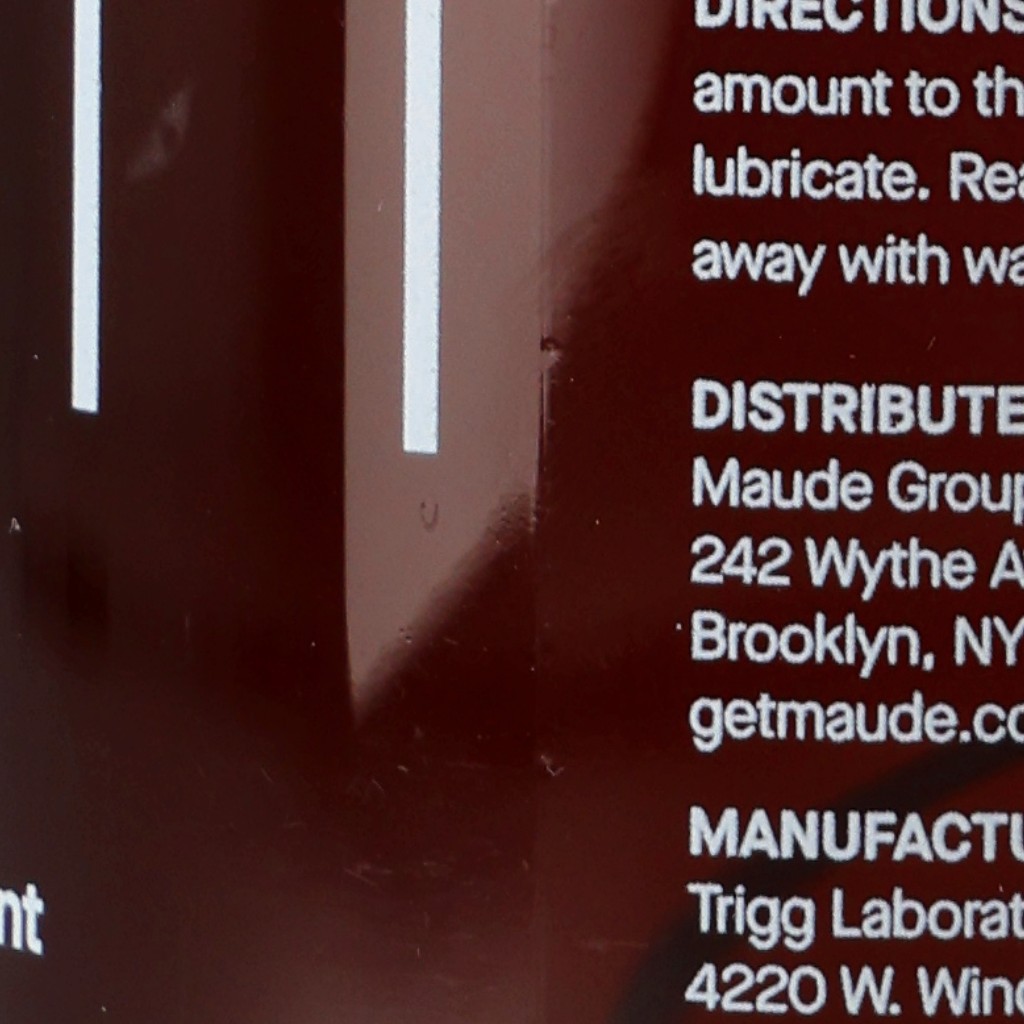 DIRECTIONS
amount to th
lubricate. Rea
away with wa
DISTRIBUTE
Maude Group
242 Wythe A
Brooklyn, NY
getmaude.co
MANUFACTU
Trigg Laborat
4220 W. Wind
nt